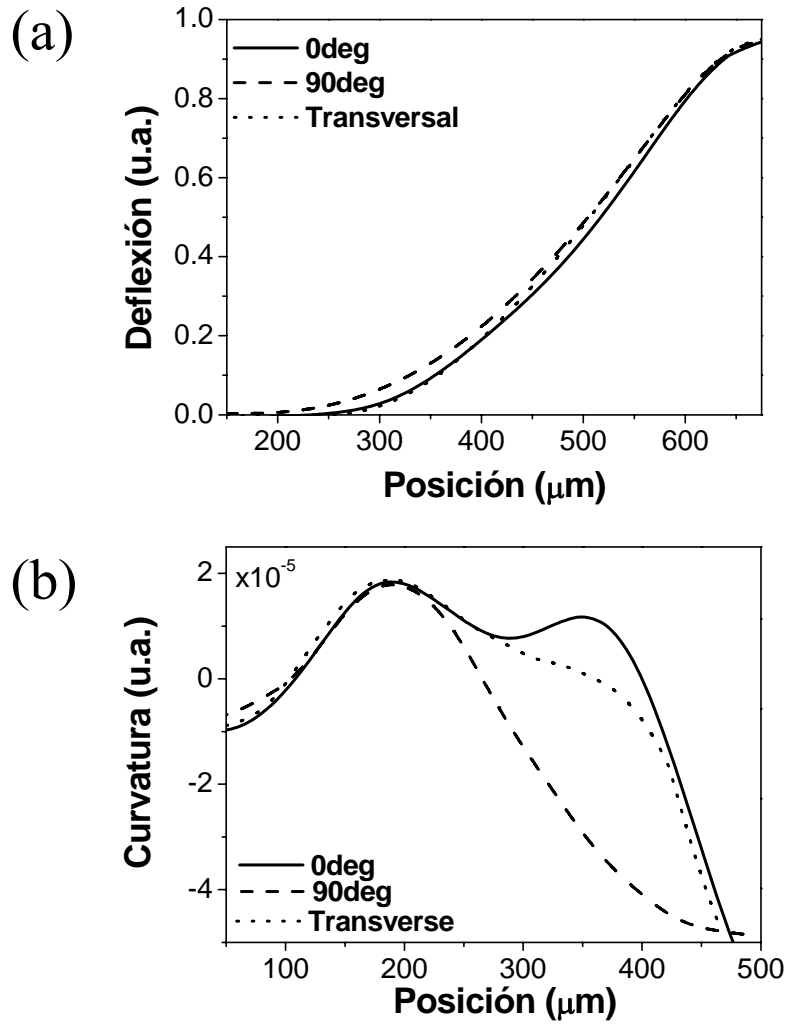 (a)
1.0
0.8
0.6
0.4
0.2
0.0
Deflexión (u.a.)
0deg
90deg
Transversal
200 300 400 500 600
Posición (μm)
(b)
x10-5
2
0
-2
-4
Curvatura (u.a.)
0deg
90deg
Transverse
100 200 300 400 500
Posición (μm)